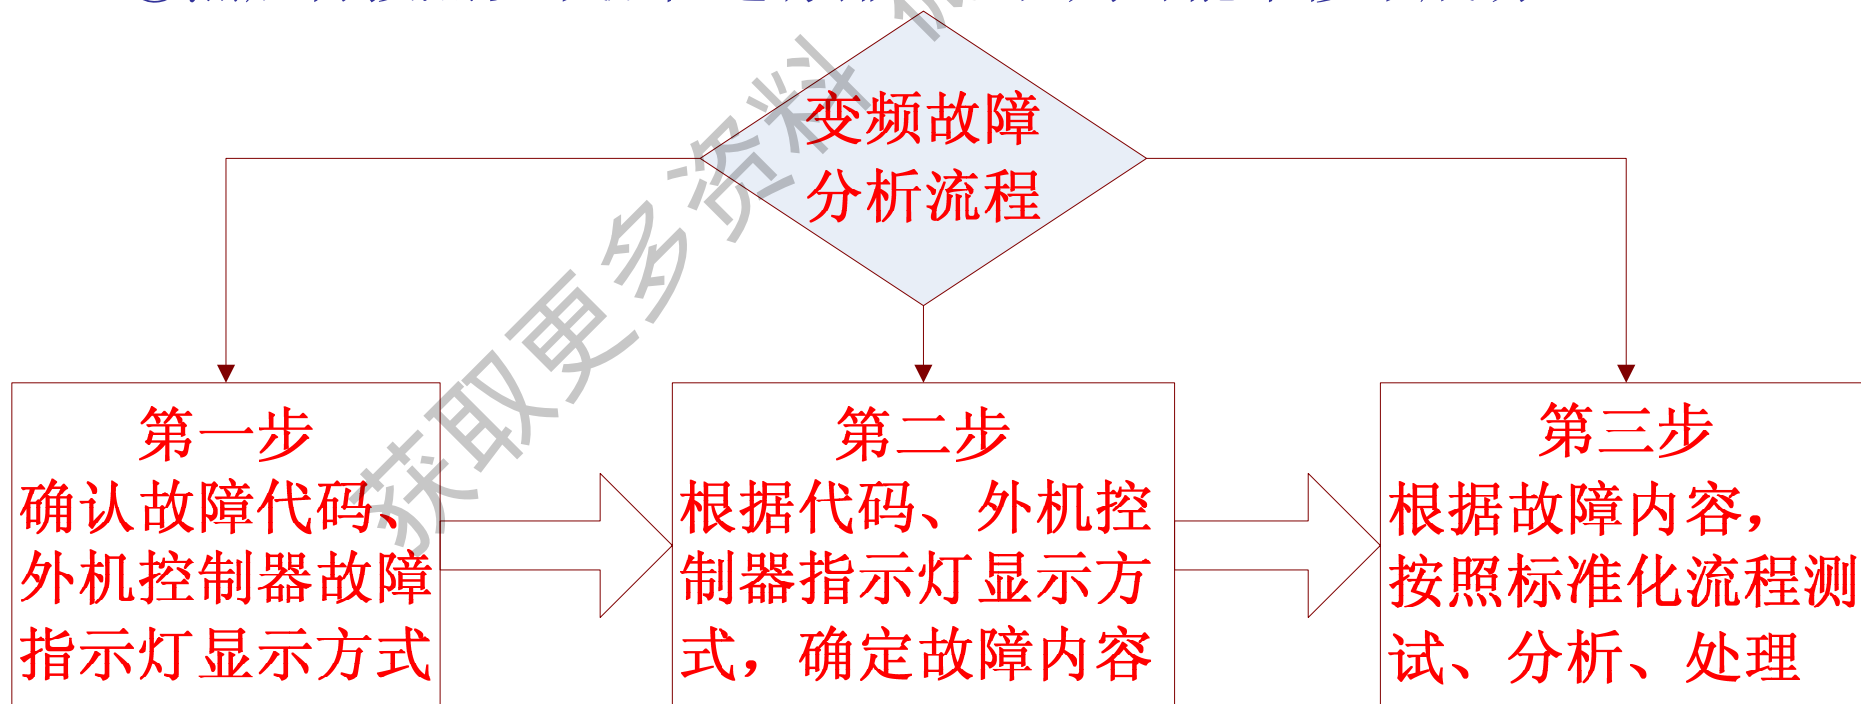 变频故障
分析流程
第一步
确认故障代码、
外机控制器故障
指示灯显示方式
第二步
根据代码、外机控
制器指示灯显示方
式，确定故障内容
第三步
根据故障内容，
按照标准化流程测
试、分析、处理
获取更多资料